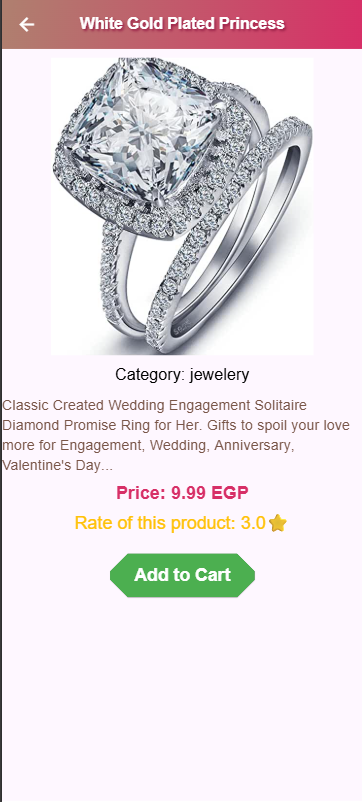 White Gold Plated Princess
Category: jewelery
Classic Created Wedding Engagement Solitaire
Diamond Promise Ring for Her. Gifts to spoil your love
more for Engagement, Wedding, Anniversary,
Valentine's Day...
Price: 9.99 EGP
Rate of this product: 3.0
Add to Cart